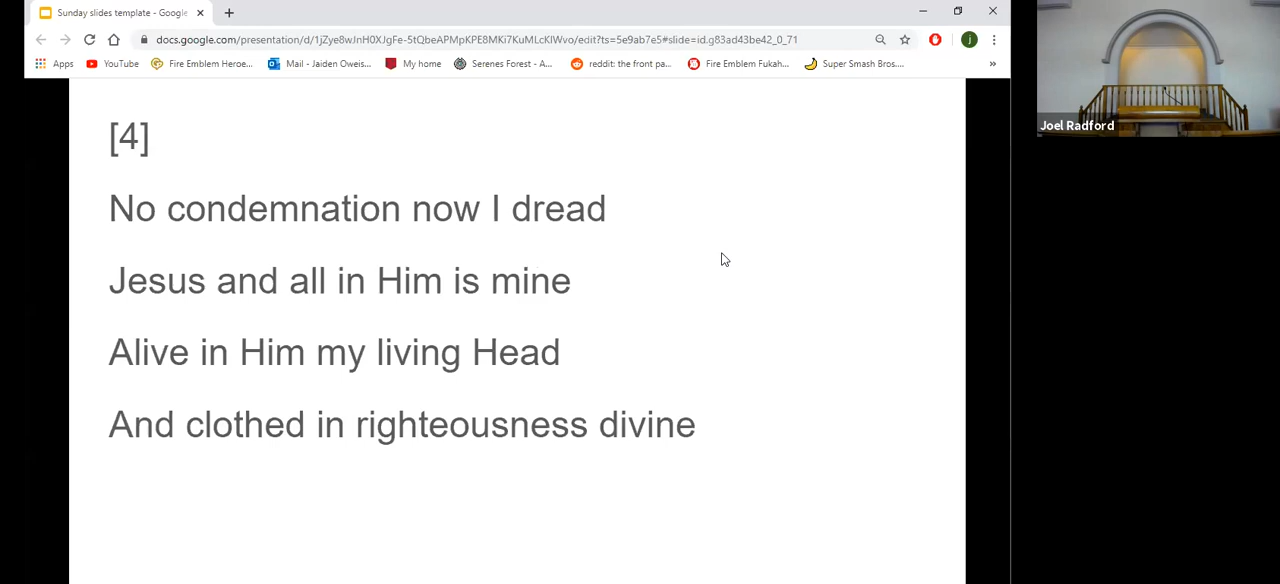 Sunday slides template - Google
docs.google.com/presentation/d/1jZye8wJnH0XJgFe-5tQbeAPMpKPE8MKi7KuMLcKlWvo/edit?ts=5e9ab7e5#slide=id.g83ad43be42_0_71
j
Apps YouTube Fire Emblem Heroe... Mail - Jaiden Oweis... My home Serenes Forest - A... reddit: the front pa... Fire Emblem Fukah... Super Smash Bros.... »
Joel Radford
[4]
No condemnation now I dread
Jesus and all in Him is mine
Alive in Him my living Head
And clothed in righteousness divine